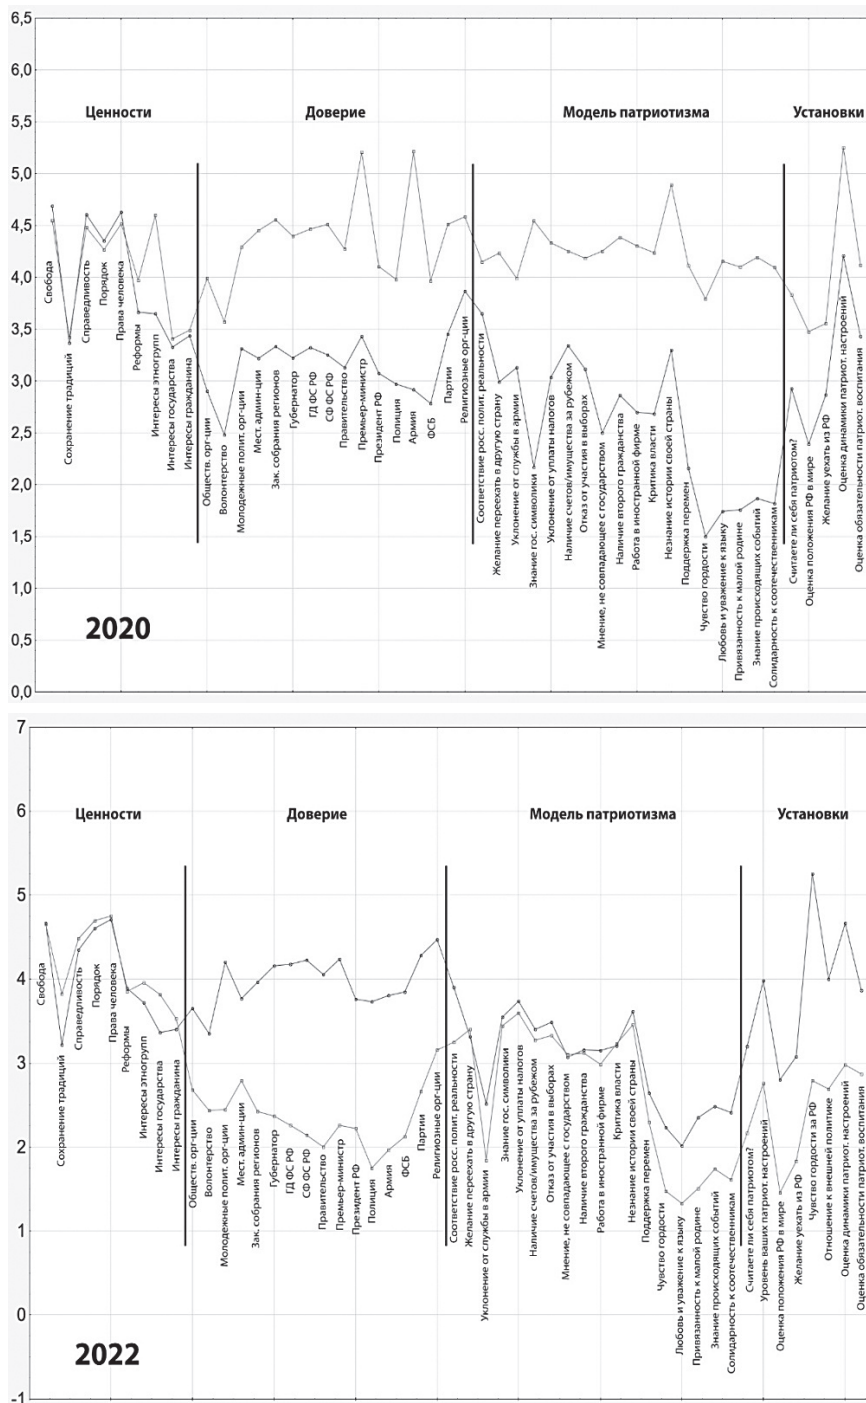 6,5
6,0
5,5
5,0
4,5
4,0
3,5
3,0
2,5
2,0
1,5
1,0
0,5
0,0
Ценности
Доверие
Модель патриотизма
Установки
Свобода
Сохранение традиций
Справедливость
Порядок
Права человека
Реформы
Интересы этногрупп
Интересы государства
Интересы гражданина
Обществ. орг-ции
Волонтерство
Молодежные полит. орг-ции
Мест. админ-ции
Зак. собрания регионов
Губернатор
ГД ФС РФ
СФ ФС РФ
Правительство
Премьер-министр
Президент РФ
Полиция
Армия
ФСБ
Партии
Религиозные орг-ции
Соответствие росс. полит. реальности
Желание переехать в другую страну
Уклонение от службы в армии
Знание гос. символики
Уклонение от уплаты налогов
Наличие счетов/имущества за рубежом
Отказ от участия в выборах
Мнение, не совпадающее с государством
Наличие второго гражданства
Работа в иностранной фирме
Критика власти
Незнание истории своей страны
Поддержка перемен
Чувство гордости
Любовь и уважение к языку
Привязанность к малой родине
Знание происходящих событий
Солидарность к соотечественникам
Считаете ли себя патриотом?
Оценка положения РФ в мире
Желание уехать из РФ
Оценка динамики патриот. настроений
Оценка обязательности патриот. воспитания
2020
7
6
5
4
3
2
1
0
-1
Ценности
Доверие
Модель патриотизма
Установки
Свобода
Сохранение традиций
Справедливость
Порядок
Права человека
Реформы
Интересы этногрупп
Интересы государства
Интересы гражданина
Обществ. орг-ции
Волонтерство
Молодежные полит. орг-ции
Мест. админ-ции
Зак. собрания регионов
Губернатор
ГД ФС РФ
СФ ФС РФ
Правительство
Премьер-министр
Президент РФ
Полиция
Армия
ФСБ
Партии
Религиозные орг-ции
Соответствие росс. полит. реальности
Желание переехать в другую страну
Уклонение от службы в армии
Знание гос. символики
Уклонение от уплаты налогов
Наличие счетов/имущества за рубежом
Отказ от участия в выборах
Мнение, не совпадающее с государством
Наличие второго гражданства
Работа в иностранной фирме
Критика власти
Незнание истории своей страны
Поддержка перемен
Чувство гордости
Любовь и уважение к языку
Привязанность к малой родине
Знание происходящих событий
Солидарность к соотечественникам
Считаете ли себя патриотом?
Уровень ваших патриот. настроений
Оценка положения РФ в мире
Желание уехать из РФ
Чувство гордости за РФ
Отношение к внешней политике
Оценка динамики патриот. настроений
Оценка обязательности патриот. воспитания
2022